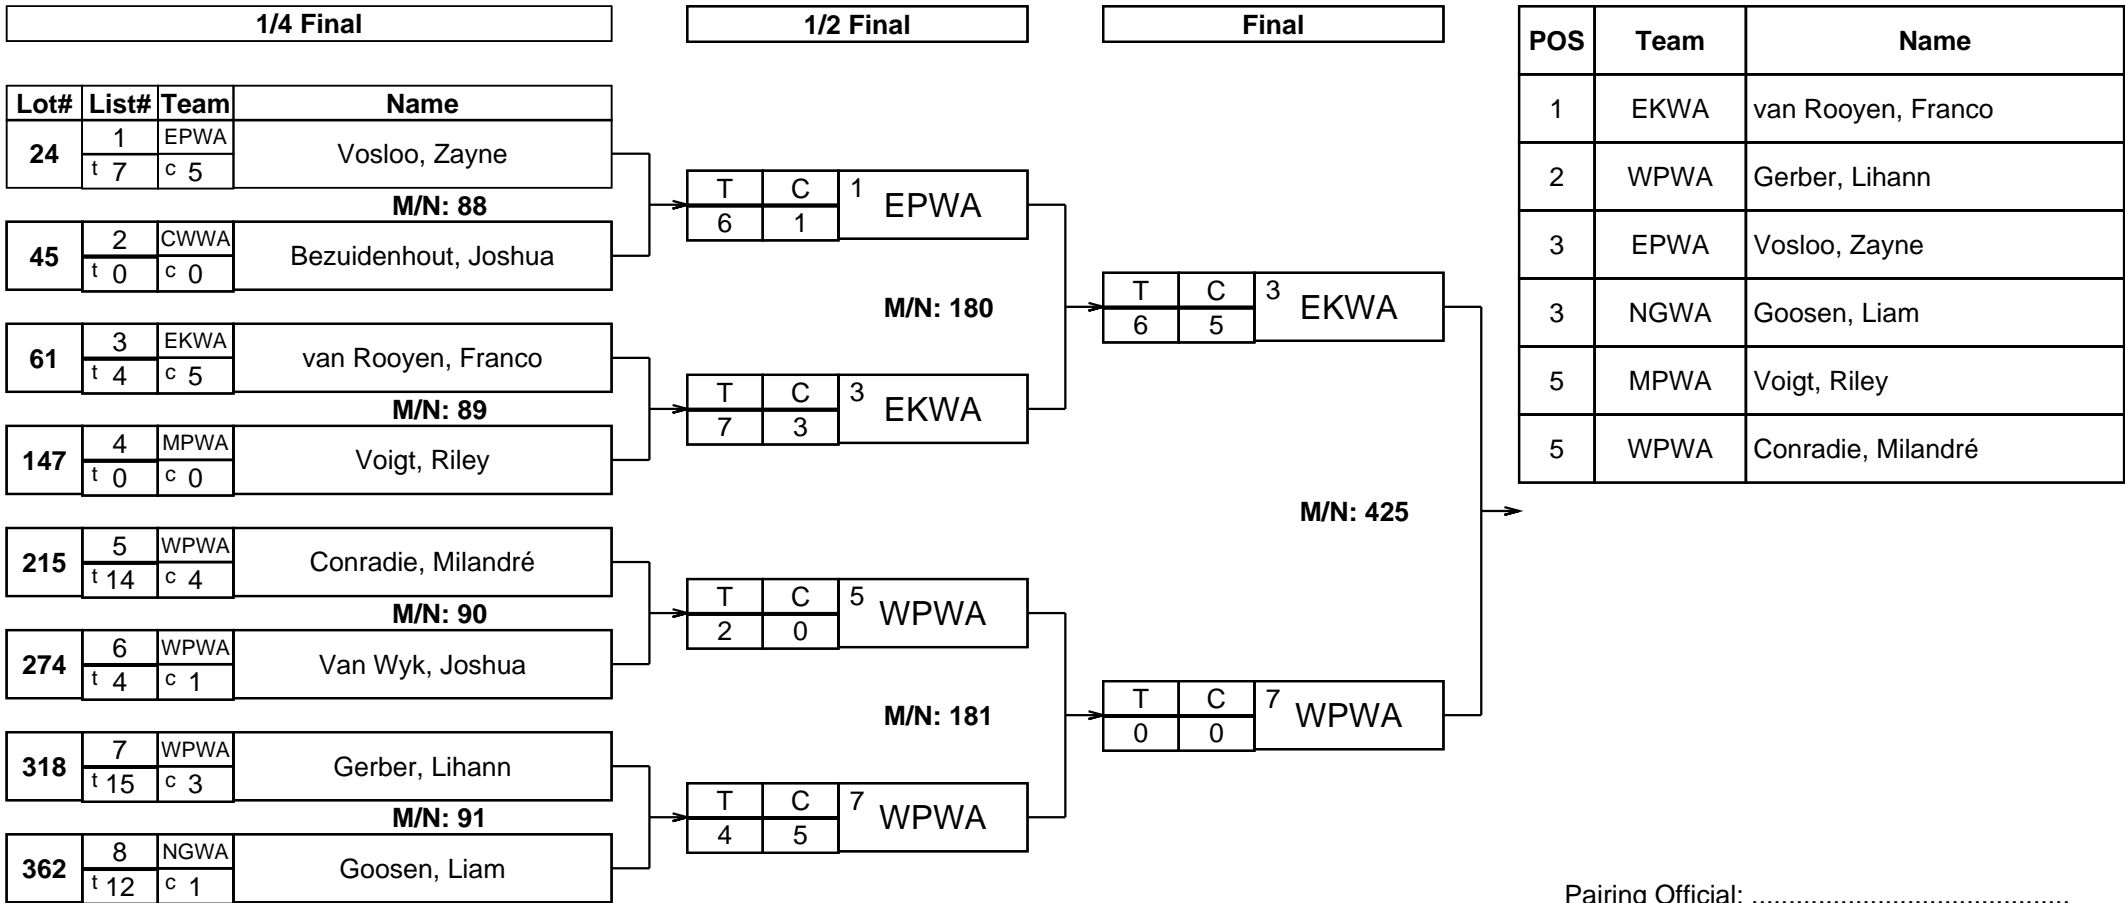 1/4 Final 1/2 Final Final
POS Team Name
1 EKWA van Rooyen, Franco
2 WPWA Gerber, Lihann
3 EPWA Vosloo, Zayne
3 NGWA Goosen, Liam
5 MPWA Voigt, Riley
5 WPWA Conradie, Milandré
Lot# List# Team Name
24 1 EPWA Vosloo, Zayne
t 7 c 5
M/N: 88
45 2 CWWA Bezuidenhout, Joshua
t 0 c 0
61 3 EKWA van Rooyen, Franco
t 4 c 5
M/N: 89
147 4 MPWA Voigt, Riley
t 0 c 0
215 5 WPWA Conradie, Milandré
t 14 c 4
M/N: 90
274 6 WPWA Van Wyk, Joshua
t 4 c 1
318 7 WPWA Gerber, Lihann
t 15 c 3
M/N: 91
362 8 NGWA Goosen, Liam
t 12 c 1
T C 1 EPWA
6 1
M/N: 180
T C 3 EKWA
7 3
T C 5 WPWA
2 0
M/N: 181
T C 7 WPWA
4 5
T C 3 EKWA
6 5
M/N: 425
T C 7 WPWA
0 0
Pairing Official: ..........................................